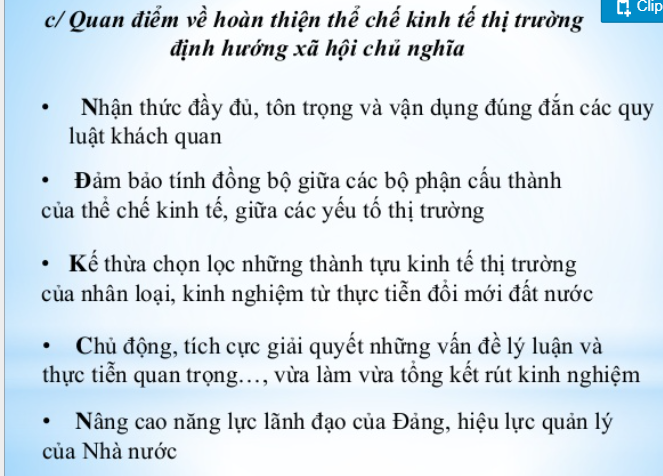 Clip
c/ Quan điểm về hoàn thiện thể chế kinh tế thị trường
định hướng xã hội chủ nghĩa
• Nhận thức đầy đủ, tôn trọng và vận dụng đúng đắn các quy
luật khách quan
• Đảm bảo tính đồng bộ giữa các bộ phận cấu thành
của thể chế kinh tế, giữa các yếu tố thị trường
• Kế thừa chọn lọc những thành tựu kinh tế thị trường
của nhân loại, kinh nghiệm từ thực tiễn đổi mới đất nước
• Chủ động, tích cực giải quyết những vấn đề lý luận và
thực tiễn quan trọng…, vừa làm vừa tổng kết rút kinh nghiệm
• Nâng cao năng lực lãnh đạo của Đảng, hiệu lực quản lý
của Nhà nước